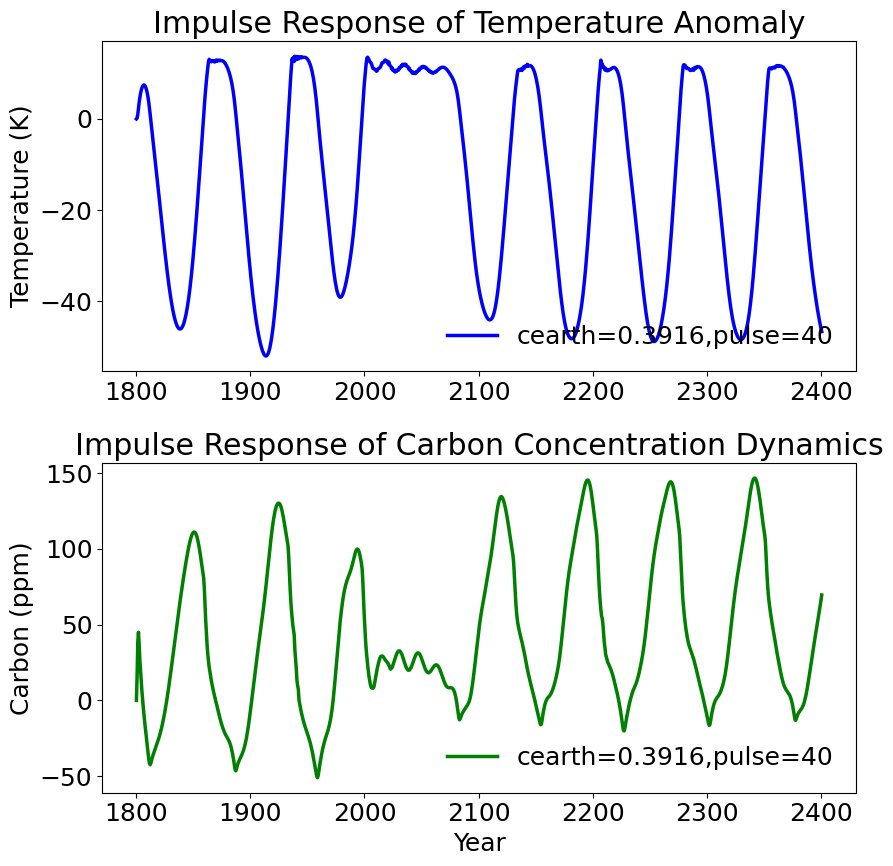 Impulse Response of Temperature Anomaly
Temperature (K)
0
−20
−40
cearth=0.3916,pulse=40
1800 1900 2000 2100 2200 2300 2400
Impulse Response of Carbon Concentration Dynamics
Carbon (ppm)
150
100
50
0
−50
cearth=0.3916,pulse=40
1800 1900 2000 2100 2200 2300 2400
Year